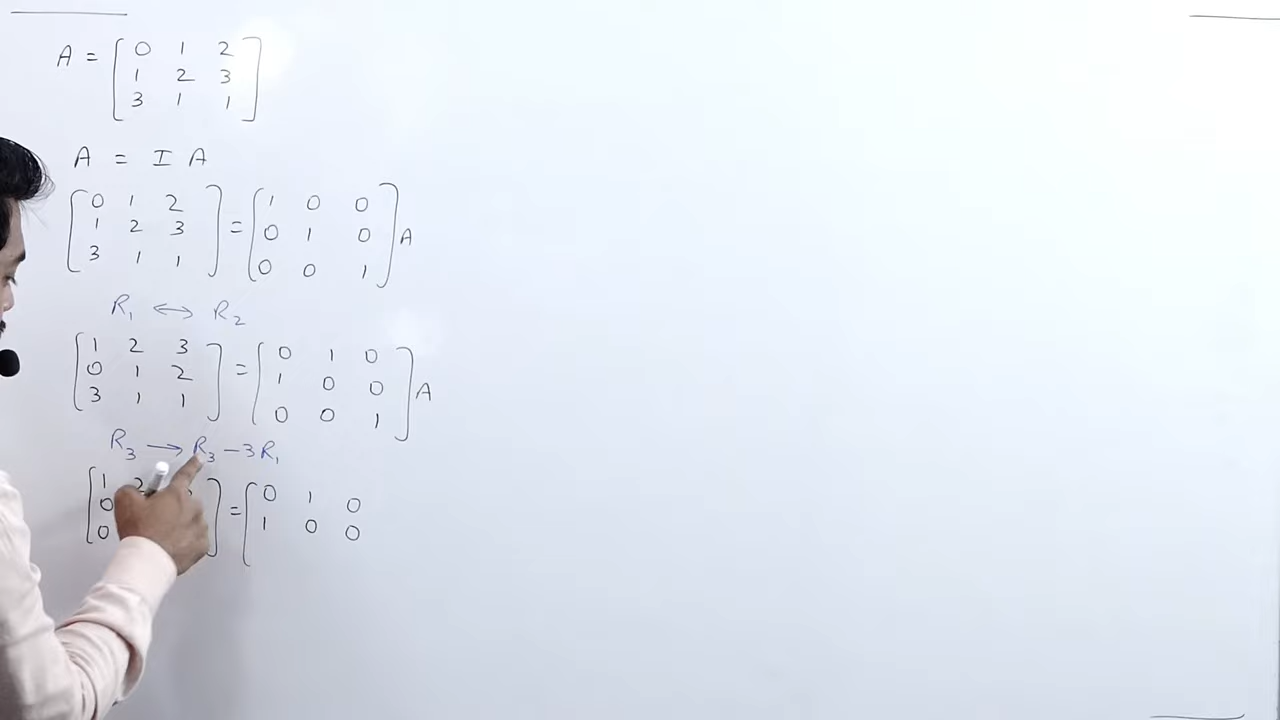 A = [ 0 1 2
1 2 3
3 1 1 ]
A = I A
[ 0 1 2
1 2 3
3 1 1 ] = [ 1 0 0
0 1 0
0 0 1 ] A
R₁ ↔ R₂
[ 1 2 3
0 1 2
3 1 1 ] = [ 0 1 0
1 0 0
0 0 1 ] A
R₃ → R₃ − 3R₁
[ 1 2
0
0 ] = [ 0 1 0
1 0 0